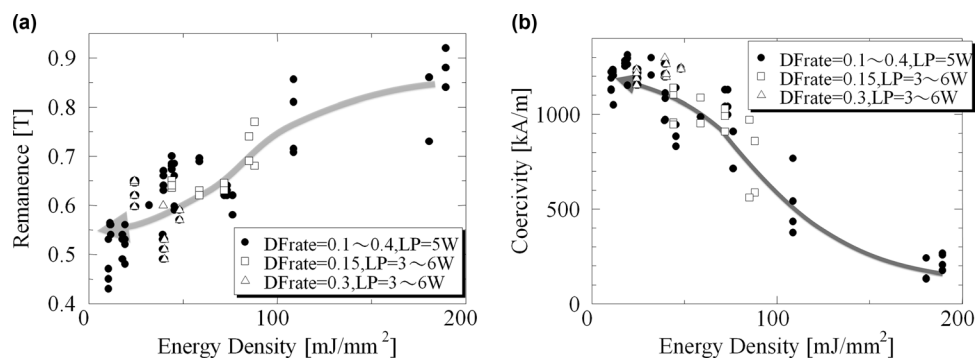 (a)
0.9
0.8
0.7
0.6
0.5
0.4
Remanence [T]
DFrate=0.1～0.4,LP=5W
DFrate=0.15,LP=3～6W
DFrate=0.3,LP=3～6W
0
100
200
Energy Density [mJ/mm²]
(b)
1000
500
0
Coercivity [kA/m]
DFrate=0.1～0.4,LP=5W
DFrate=0.15,LP=3～6W
DFrate=0.3,LP=3～6W
0
100
200
Energy Density [mJ/mm²]